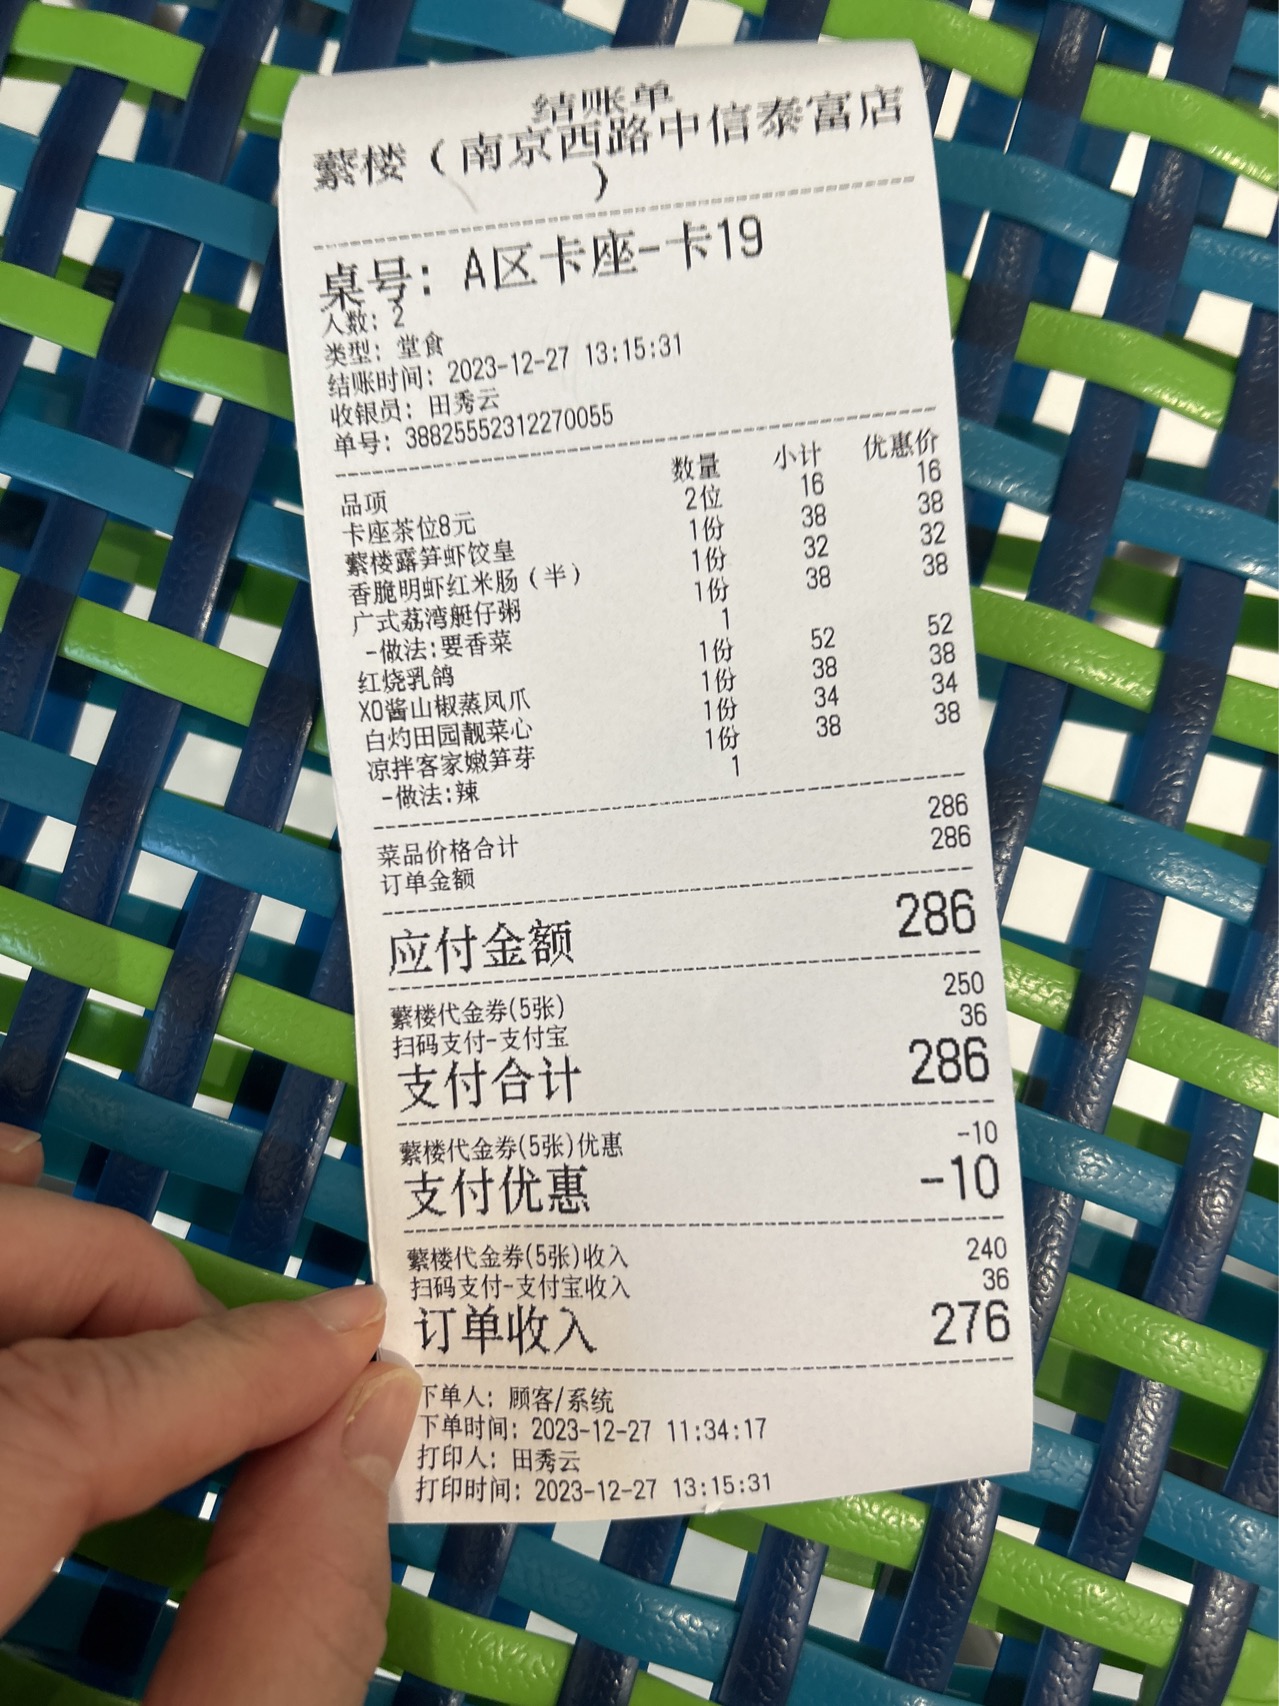 结账单
蘩楼（南京西路中信泰富店
）
桌号：A区卡座-卡19
人数：2
类型：堂食
结账时间：2023-12-27 13:15:31
收银员：田秀云
单号：388255552312270055
品项 数量 小计 优惠价
卡座茶位8元 2位 16 16
蘩楼露笋虾饺皇 1份 38 38
香脆明虾红米肠（半） 1份 32 32
广式荔湾艇仔粥 1份 38 38
-做法:要香菜 1
红烧乳鸽 1份 52 52
XO酱山椒蒸凤爪 1份 38 38
白灼田园靓菜心 1份 34 34
凉拌客家嫩笋芽 1份 38 38
-做法:辣 1
菜品价格合计 286
订单金额 286
应付金额 286
蘩楼代金券(5张) 250
扫码支付-支付宝 36
支付合计 286
蘩楼代金券(5张)优惠 -10
支付优惠 -10
蘩楼代金券(5张)收入 240
扫码支付-支付宝收入 36
订单收入 276
下单人：顾客/系统
下单时间：2023-12-27 11:34:17
打印人：田秀云
打印时间：2023-12-27 13:15:31